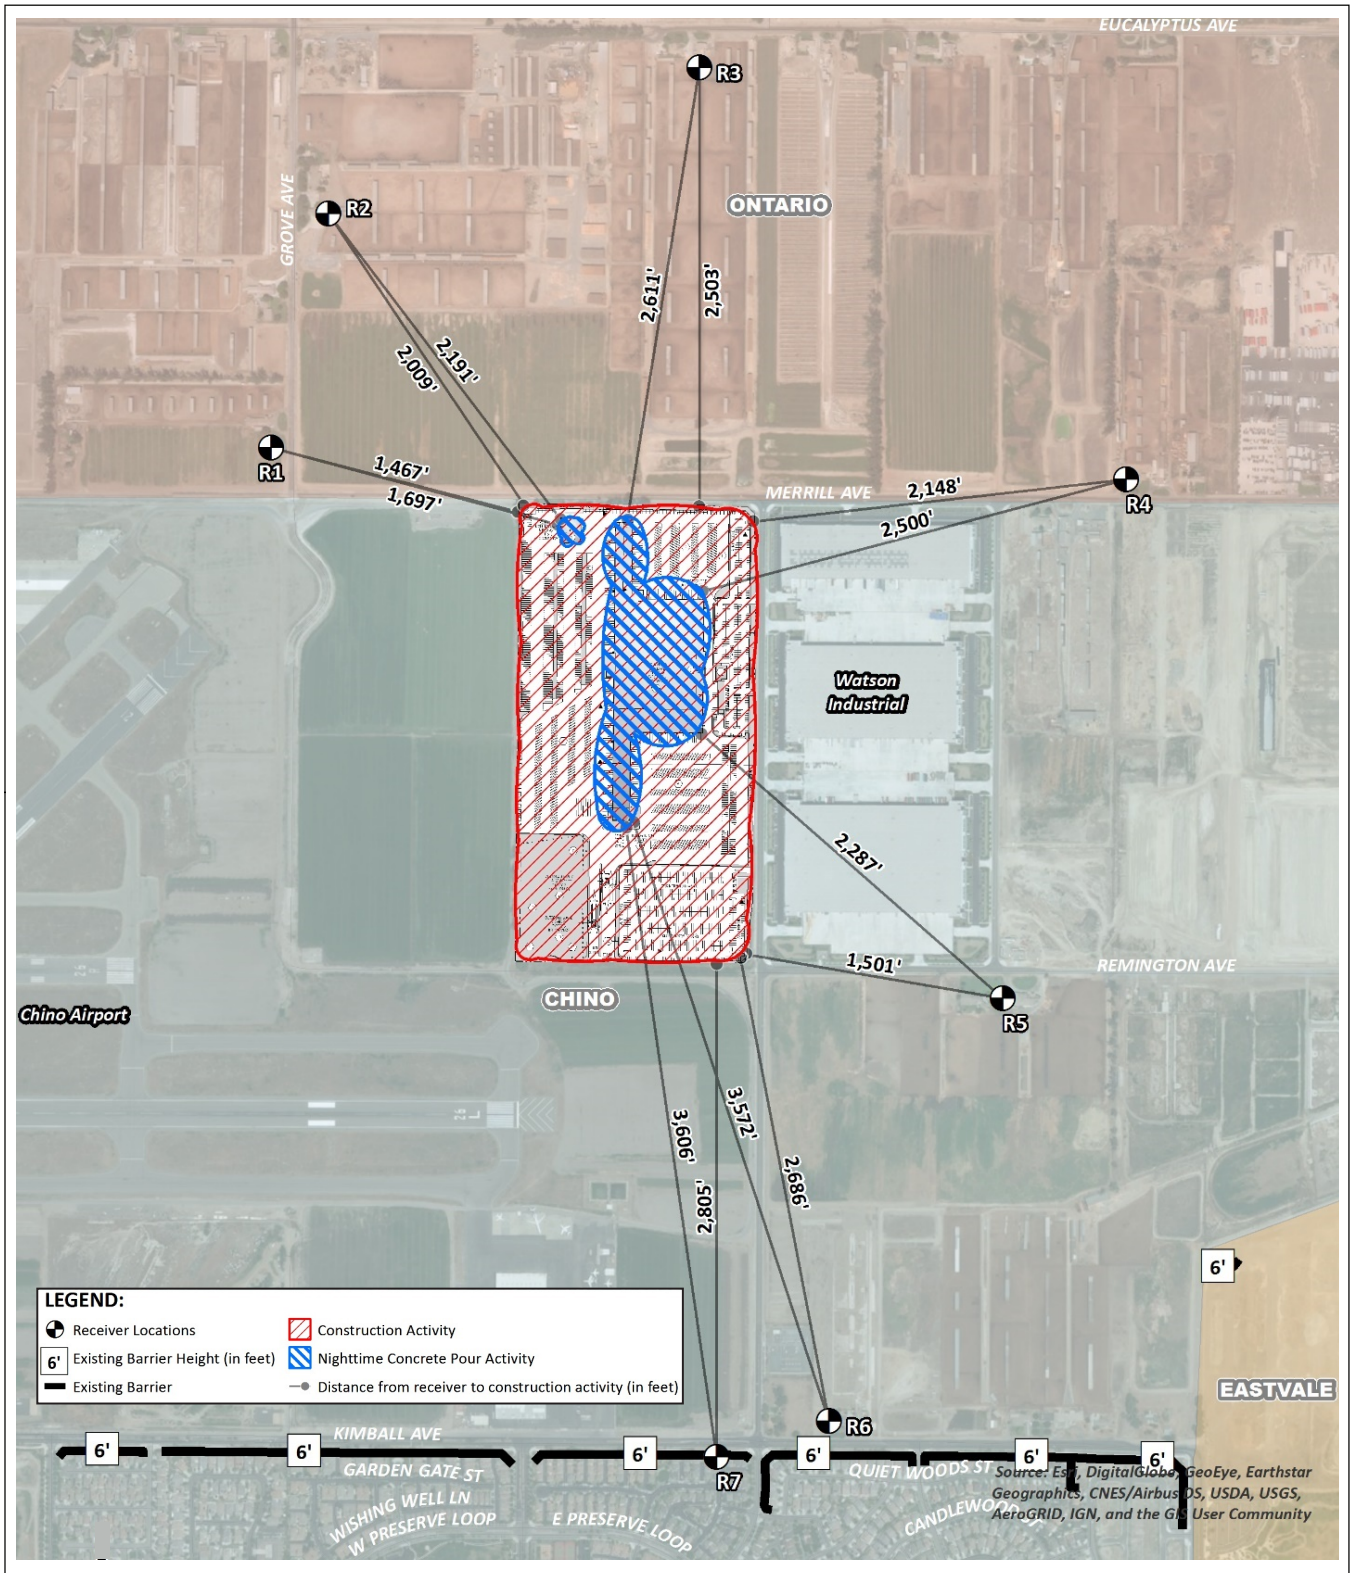 EUCALYPTUS AVE
R3
GROVE AVE
R2
ONTARIO
2,611'
2,503'
2,191'
2,009'
R1
1,467'
1,697'
MERRILL AVE
2,148'
2,500'
R4
Watson
Industrial
2,287'
1,501'
REMINGTON AVE
R5
CHINO
Chino Airport
26
L
3,606'
3,572'
2,805'
2,686'
6'
LEGEND:
Receiver Locations
6' Existing Barrier Height (in feet)
Existing Barrier
Construction Activity
Nighttime Concrete Pour Activity
Distance from receiver to construction activity (in feet)
EASTVALE
R6
KIMBALL AVE
6'
6'
6'
6'
6'
6'
R7
GARDEN GATE ST
QUIET WOODS ST
WISHING WELL LN
W PRESERVE LOOP
E PRESERVE LOOP
Source: Esri, DigitalGlobe, GeoEye, Earthstar
Geographics, CNES/Airbus DS, USDA, USGS,
AeroGRID, IGN, and the GIS User Community